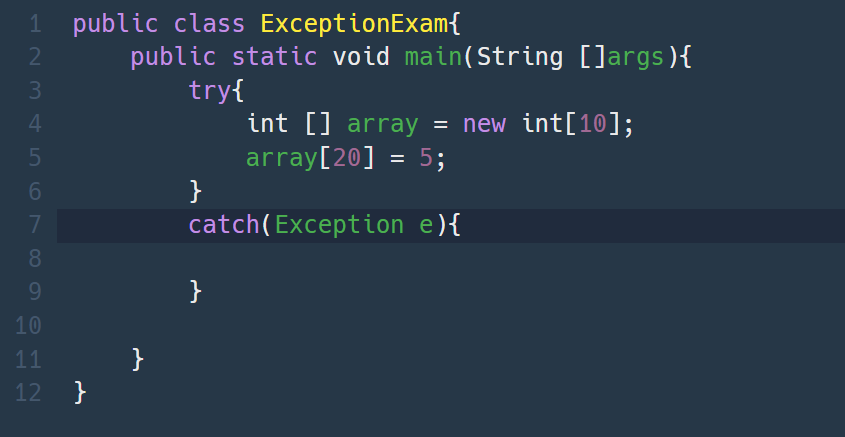 1 public class ExceptionExam{
2     public static void main(String []args){
3         try{
4             int [] array = new int[10];
5             array[20] = 5;
6         }
7         catch(Exception e){
8
9         }
10
11     }
12 }